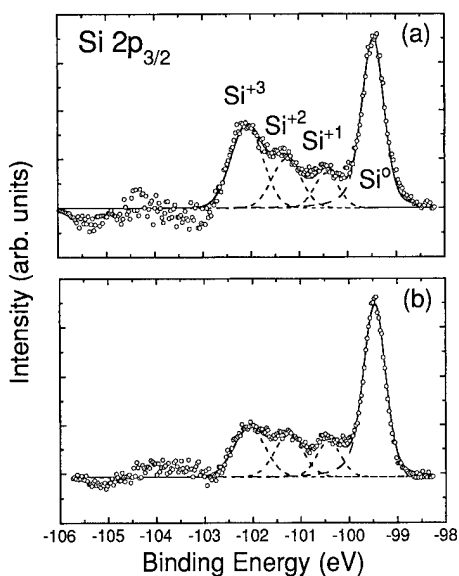 Si 2p3/2
(a)
Si+3
Si+2
Si+1
Si0
(b)
Intensity (arb. units)
-106 -105 -104 -103 -102 -101 -100 -99 -98
Binding Energy (eV)